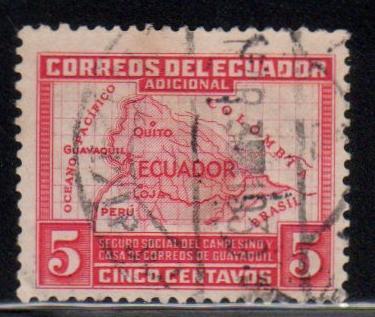 CORREOS DEL ECUADOR
ADICIONAL
OCEANO PACIFICO
COLOMBIA
QUITO
GUAYAQUIL
ECUADOR
LOJA
PERÚ
BRASIL
5 SEGURO SOCIAL DEL CAMPESINO Y 5
CASA DE CORREOS DE GUAYAQUIL
CINCO CENTAVOS